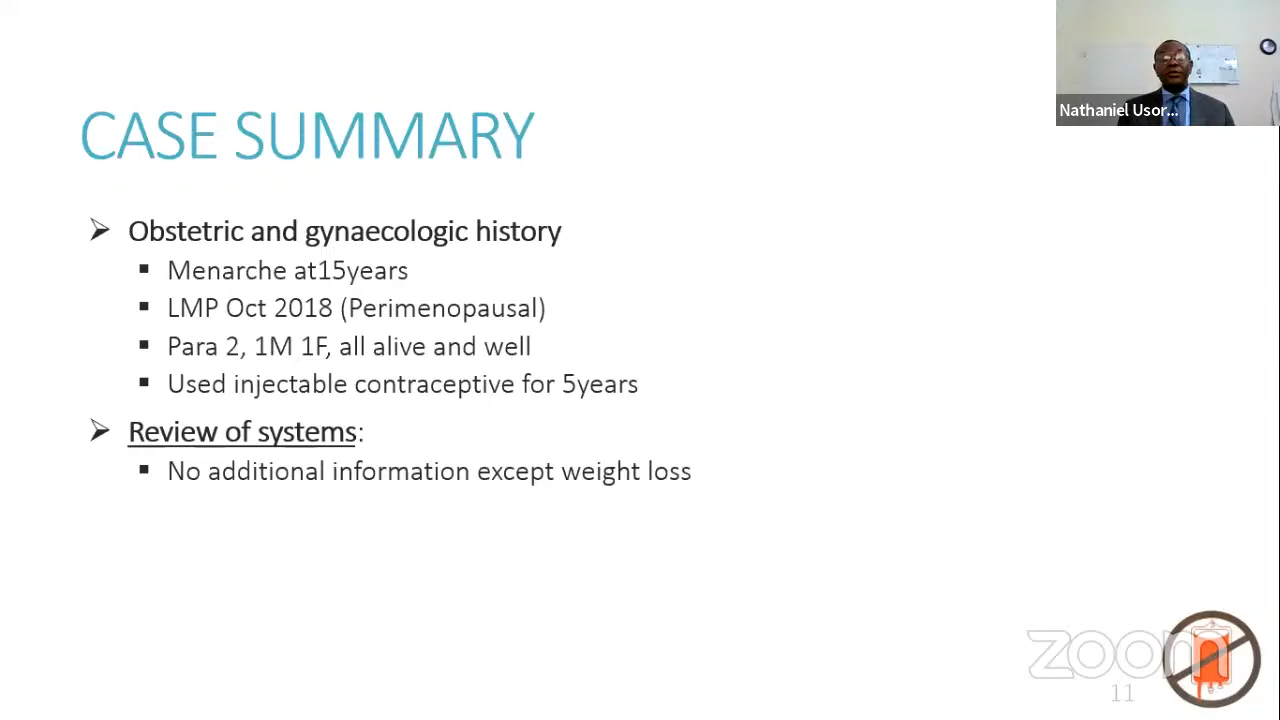 Nathaniel Usor...
CASE SUMMARY
Obstetric and gynaecologic history
Menarche at15years
LMP Oct 2018 (Perimenopausal)
Para 2, 1M 1F, all alive and well
Used injectable contraceptive for 5years
Review of systems:
No additional information except weight loss
zoom
11